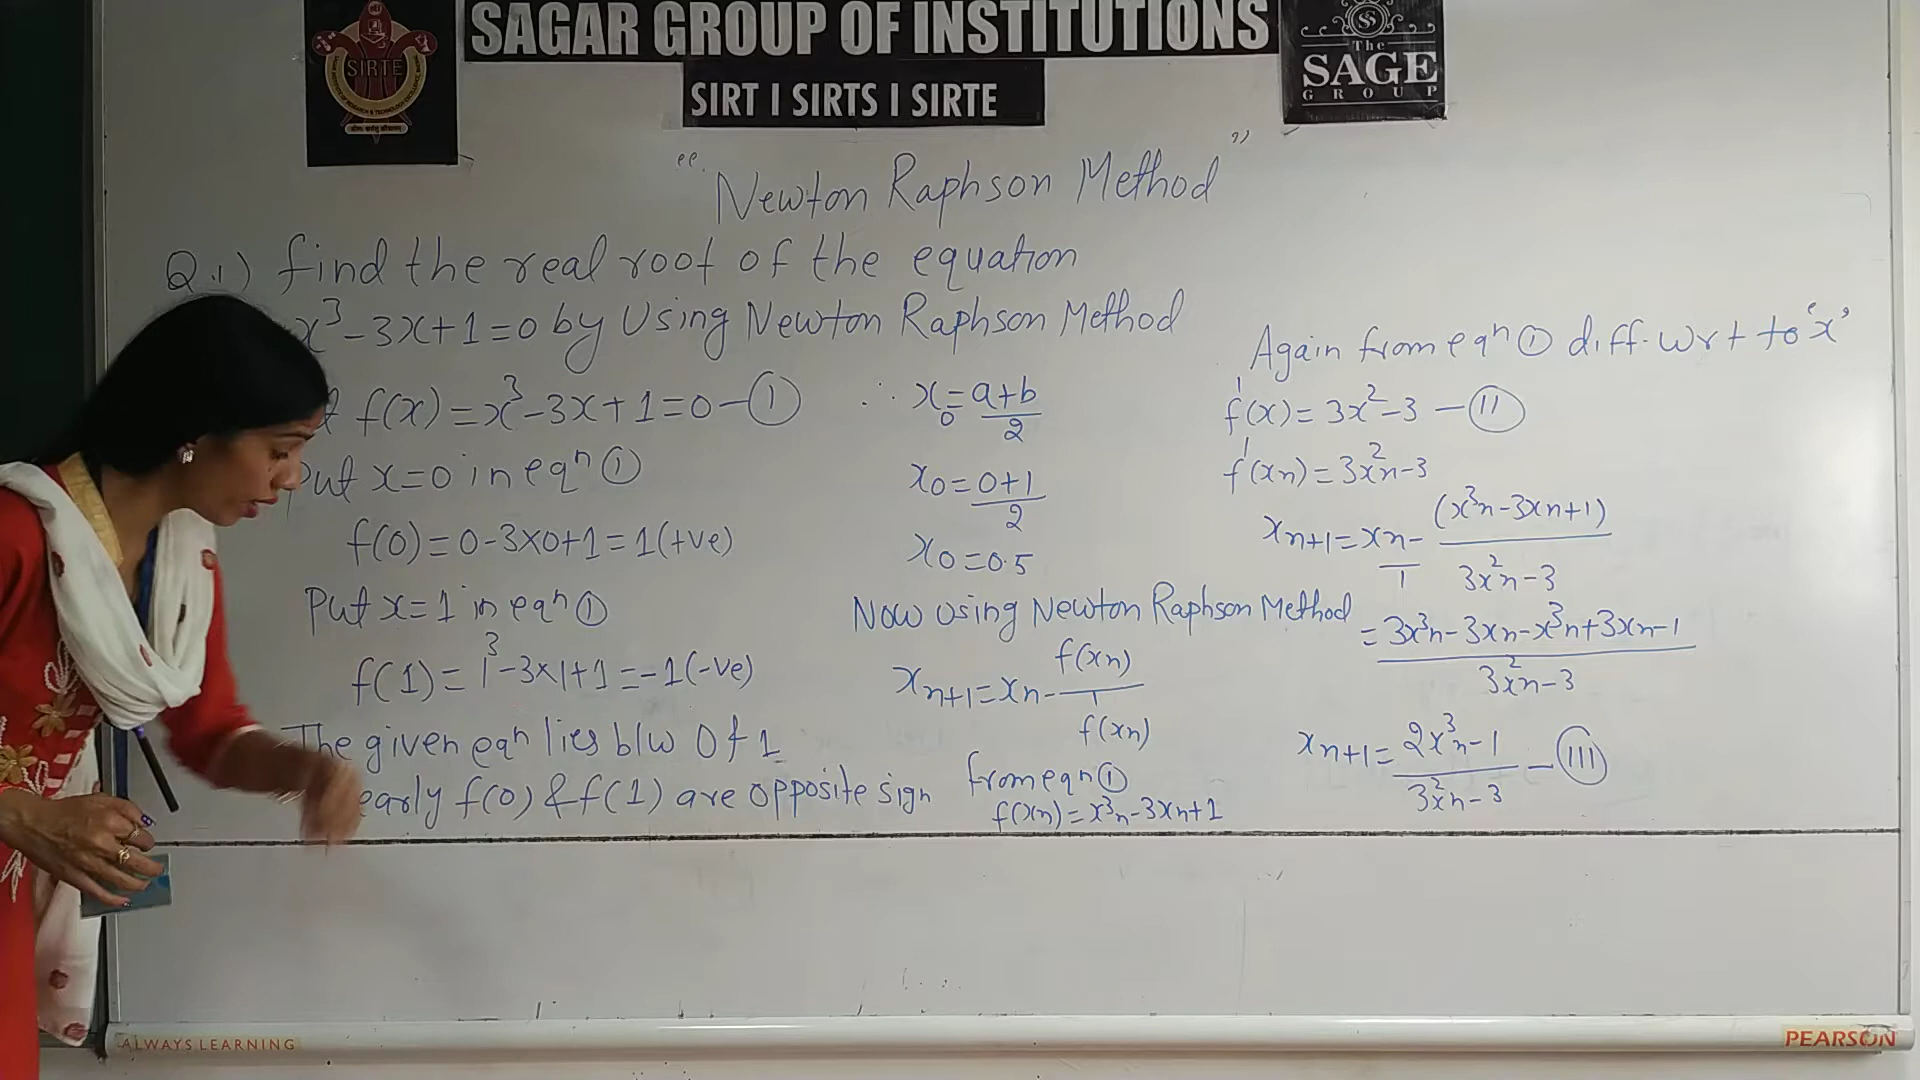 SAGAR GROUP OF INSTITUTIONS
SIRT I SIRTS I SIRTE
SIRTE
The
SAGE
GROUP
"Newton Raphson Method"
Q.1) find the real root of the equation
x³-3x+1=0 by Using Newton Raphson Method
f(x)=x³-3x+1=0-①
Put x=0 in eqⁿ ①
f(0)=0-3x0+1=1(+ve)
Put x=1 in eqⁿ ①
f(1)=1³-3x1+1=-1(-ve)
The given eqⁿ lies b/w 0 & 1
early f(0) & f(1) are opposite sign
∴ x₀=a+b/2
x₀=0+1/2
x₀=0.5
Now using Newton Raphson Method
xn+1=xn-f(xn)/f'(xn)
from eqⁿ ①
f(xn)=x³n-3xn+1
Again from eqⁿ ① diff. wrt to 'x'
f'(x)=3x²-3-(II)
f'(xn)=3x²n-3
xn+1=xn/1-(x³n-3xn+1)/3x²n-3
=3x³n-3xn-x³n+3xn-1/3x²n-3
xn+1=2x³n-1/3x²n-3-(III)
ALWAYS LEARNING
PEARSON